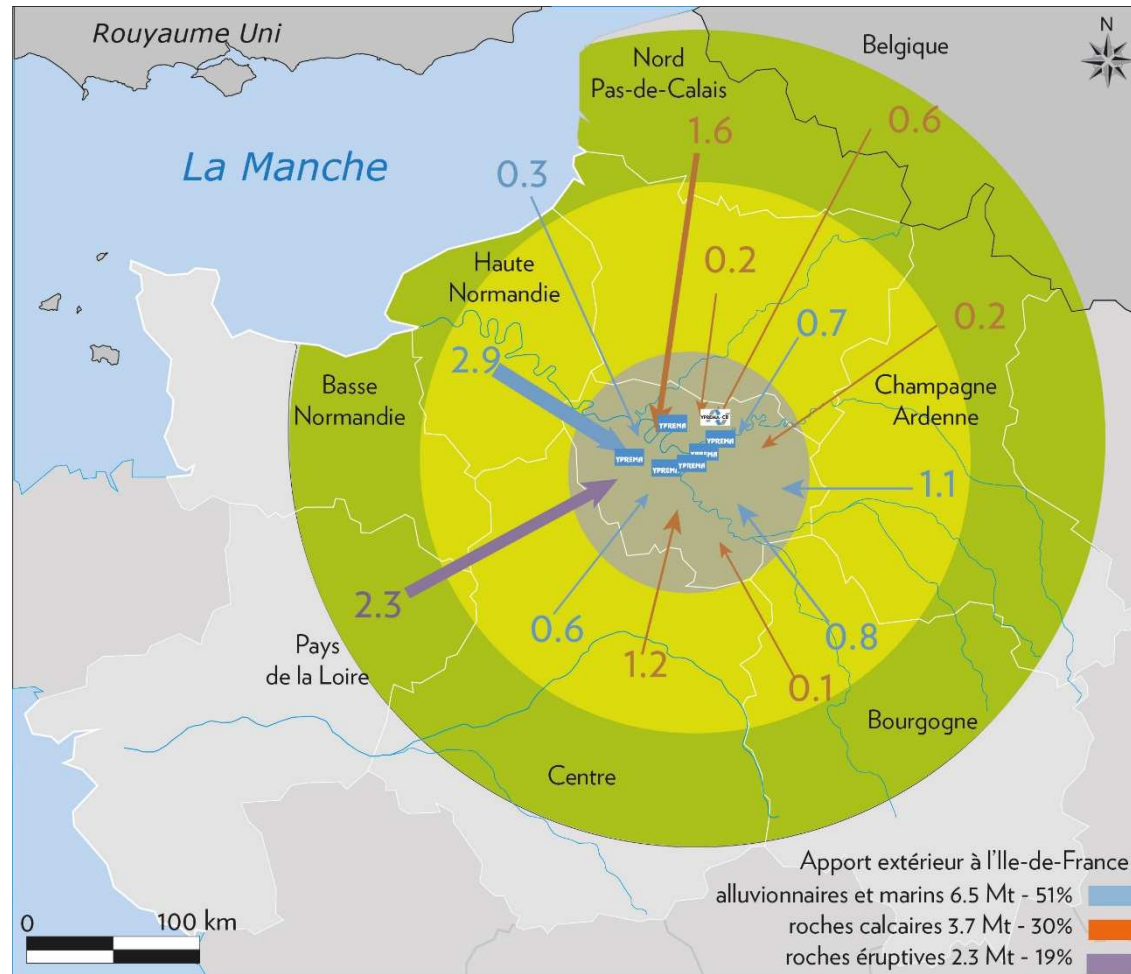 Rouyaume Uni
Belgique
N
Nord
Pas-de-Calais
1.6
0.6
La Manche
0.3
Haute
Normandie
0.2
0.7
0.2
2.9
Basse
Normandie
Champagne
Ardenne
YPREMA
YPREMA
YPREMA
YPREMA
YPREMA
YPREMA
1.1
2.3
0.6
1.2
0.8
0.1
Pays
de la Loire
Bourgogne
Centre
0
100 km
Apport extérieur à l'Ile-de-France
alluvionnaires et marins 6.5 Mt - 51%
roches calcaires 3.7 Mt - 30%
roches éruptives 2.3 Mt - 19%